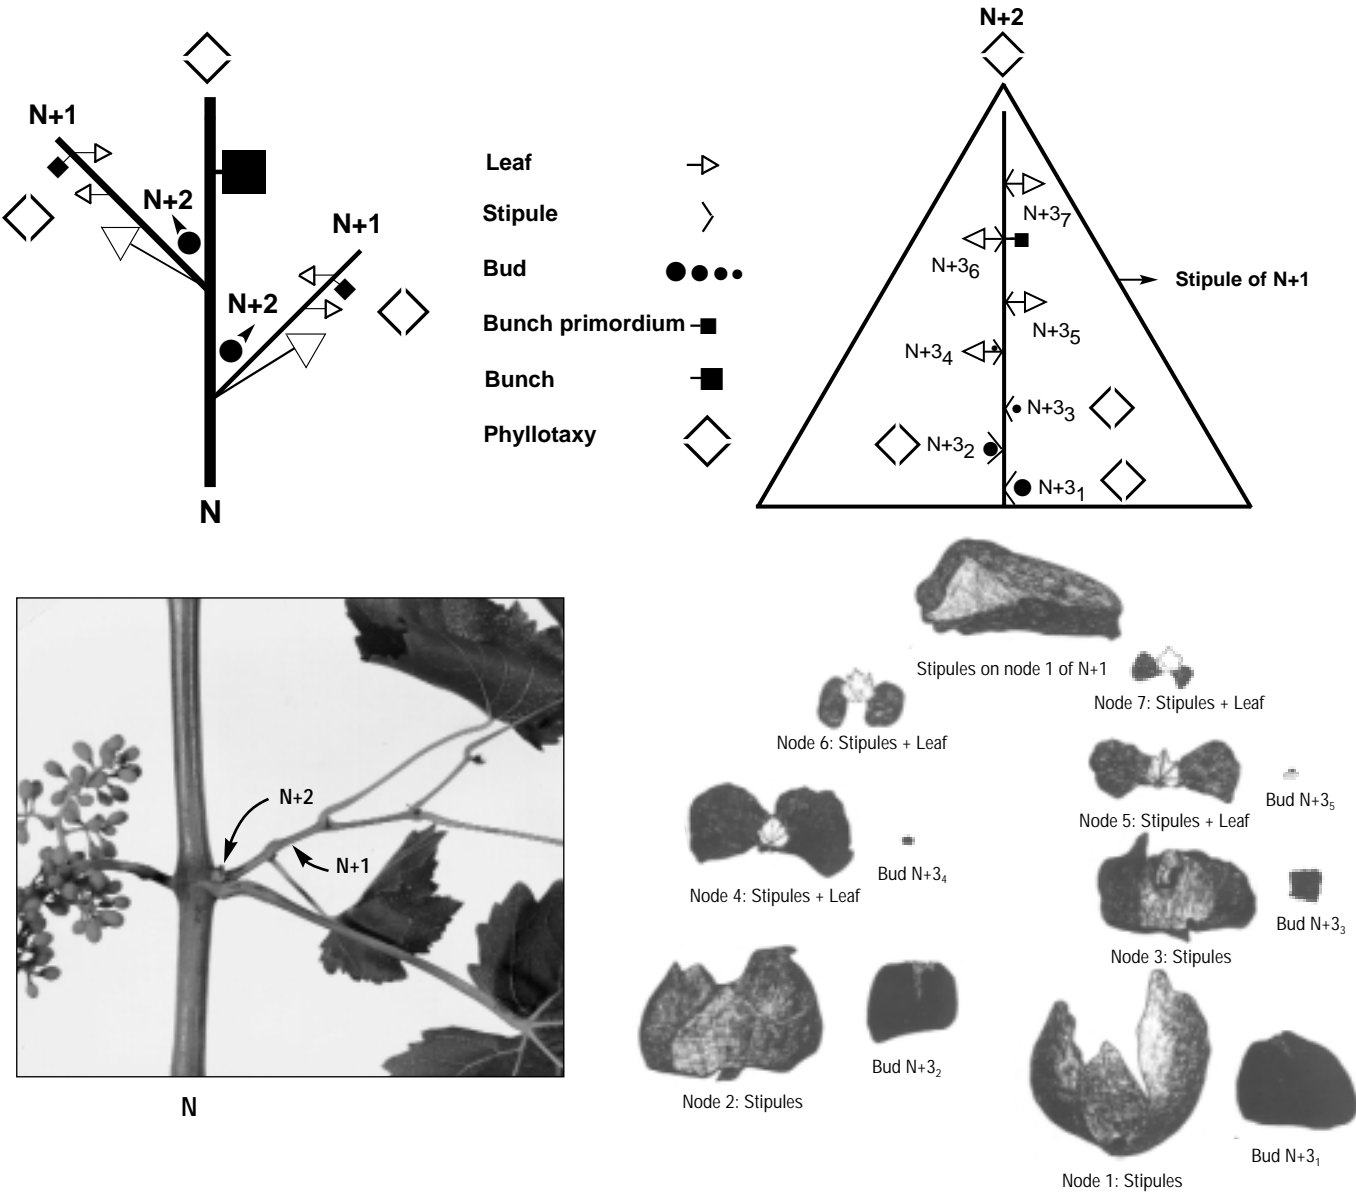 N+1
N+2
N+2
N+1
N
Leaf
Stipule
Bud
Bunch primordium
Bunch
Phyllotaxy
N+2
N+37
N+36
N+35
N+34
N+33
N+32
N+31
Stipule of N+1
N+2
N+1
N
Stipules on node 1 of N+1
Node 7: Stipules + Leaf
Node 6: Stipules + Leaf
Bud N+35
Node 5: Stipules + Leaf
Bud N+34
Node 4: Stipules + Leaf
Bud N+33
Node 3: Stipules
Bud N+32
Node 2: Stipules
Bud N+31
Node 1: Stipules